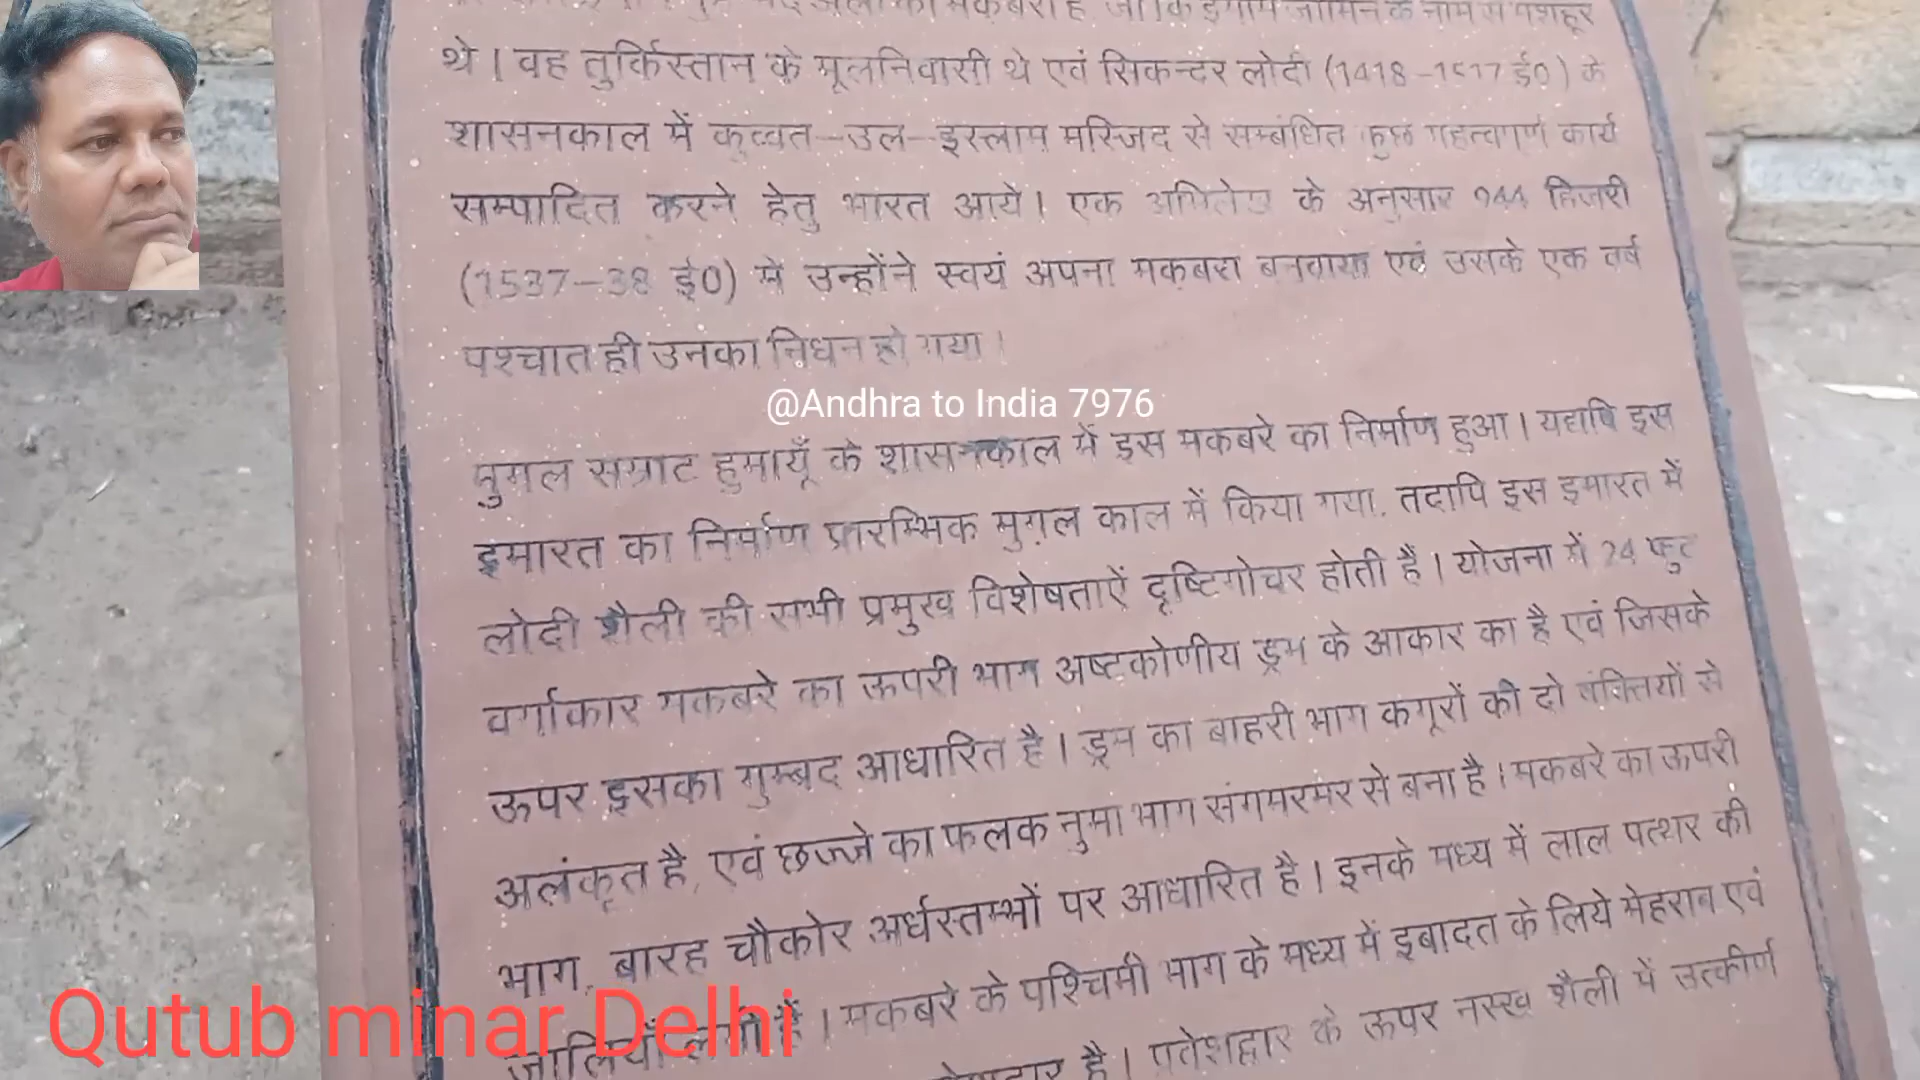 जो कि इमाम जामिन के नाम से मशहूर
थे। वह तुर्किस्तान के मूलनिवासी थे एवं सिकन्दर लोदी (1418-1517 ई0) के
शासनकाल में कुव्वत-उल-इस्लाम मस्जिद से सम्बंधित कुछ महत्वपूर्ण कार्य
सम्पादित करने हेतु भारत आये। एक अभिलेख के अनुसार 944 हिजरी
(1537-38 ई0) में उन्होंने स्वयं अपना मक़बरा बनवाया एवं उसके एक वर्ष
पश्चात ही उनका निधन हो गया।
@Andhra to India 7976
मुगल सम्राट हुमायूँ के शासनकाल में इस मकबरे का निर्माण हुआ। यद्यपि इस
इमारत का निर्माण प्रारम्भिक मुग़ल काल में किया गया, तदापि इस इमारत में
लोदी शैली की सभी प्रमुख विशेषताऐं दृष्टिगोचर होती हैं। योजना में 24 फुट
वर्गाकार मकबरे का ऊपरी भाग अष्टकोणीय ड्रम के आकार का है एवं जिसके
ऊपर इसका गुम्बद आधारित है। ड्रम का बाहरी भाग कगूरों की दो पंक्तियों से
अलंकृत है, एवं छज्जे का फलक नुमा भाग संगमरमर से बना है। मकबरे का ऊपरी
भाग, बारह चौकोर अर्धस्तम्भों पर आधारित है। इनके मध्य में लाल पत्थर की
जालियाँ लगी हैं। मकबरे के पश्चिमी भाग के मध्य में इबादत के लिये मेहराब एवं
है। प्रवेशद्वार के ऊपर नस्ख शैली में उत्कीर्ण
Qutub minar Delhi